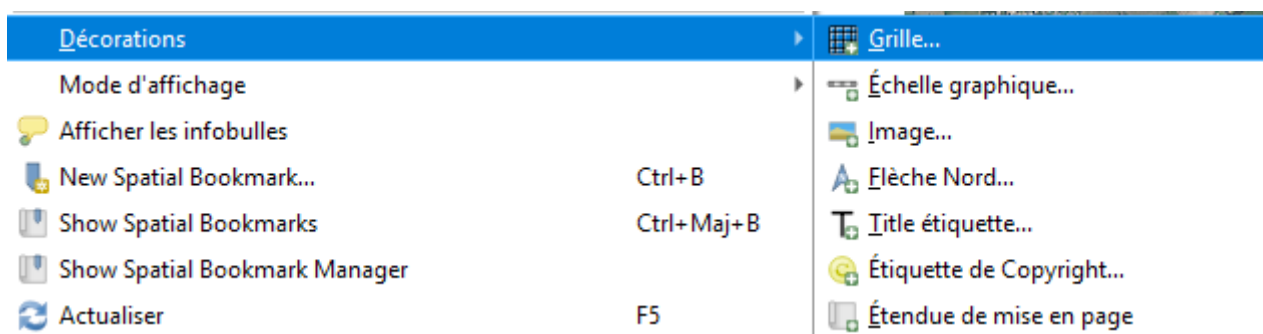 Décorations
Mode d'affichage
Afficher les infobulles
New Spatial Bookmark... Ctrl+B
Show Spatial Bookmarks Ctrl+Maj+B
Show Spatial Bookmark Manager
Actualiser F5
Grille...
Échelle graphique...
Image...
Flèche Nord...
Title étiquette...
Étiquette de Copyright...
Étendue de mise en page